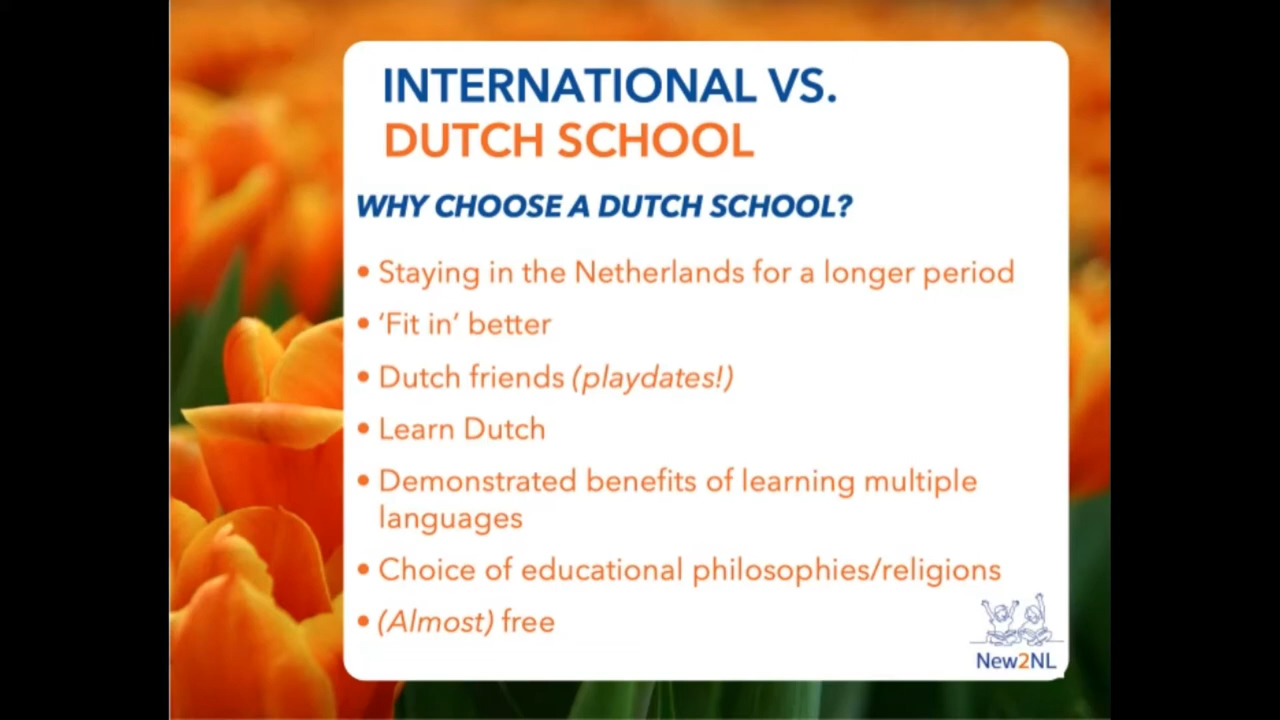 INTERNATIONAL VS.
DUTCH SCHOOL
WHY CHOOSE A DUTCH SCHOOL?
• Staying in the Netherlands for a longer period
• ‘Fit in’ better
• Dutch friends (playdates!)
• Learn Dutch
• Demonstrated benefits of learning multiple
languages
• Choice of educational philosophies/religions
• (Almost) free
New2NL